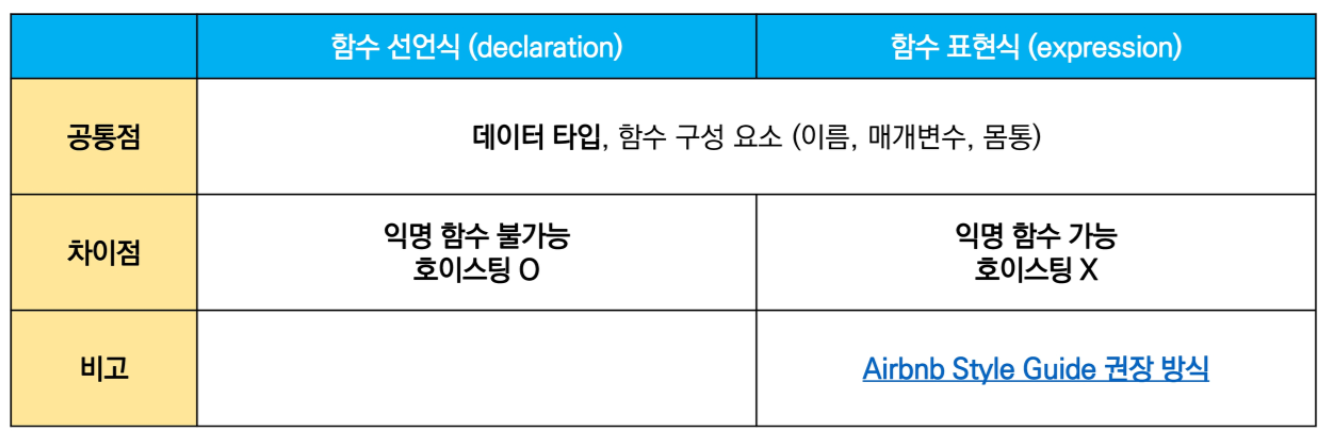 함수 선언식 (declaration)
함수 표현식 (expression)
공통점
데이터 타입, 함수 구성 요소 (이름, 매개변수, 몸통)
차이점
익명 함수 불가능
호이스팅 O
익명 함수 가능
호이스팅 X
비고
Airbnb Style Guide 권장 방식